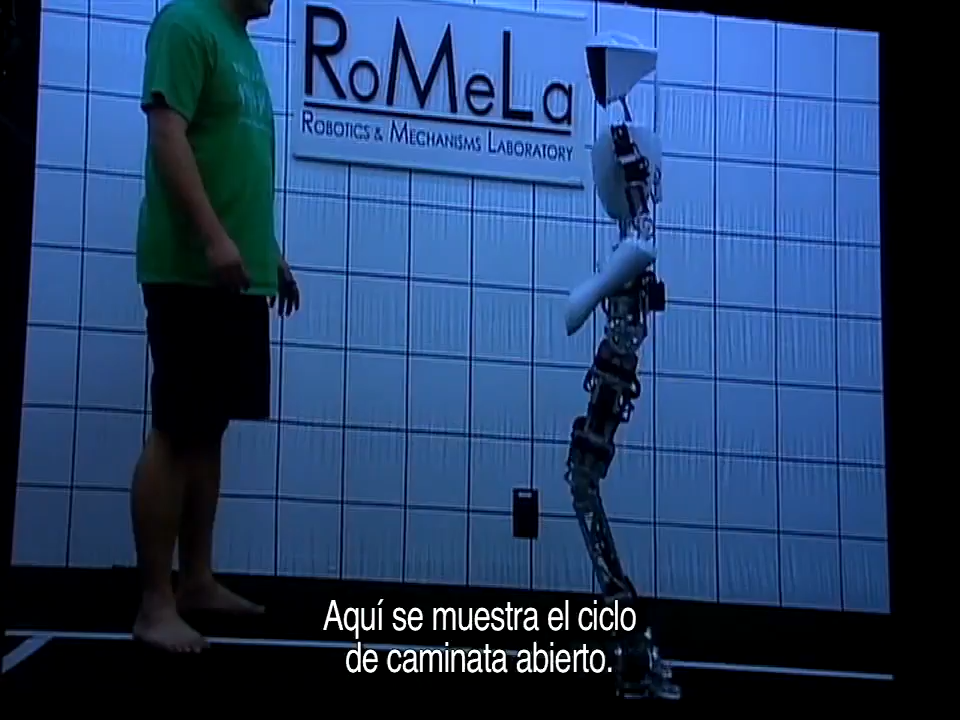 RoMeLa
Robotics & Mechanisms Laboratory
Aquí se muestra el ciclo
de caminata abierto.